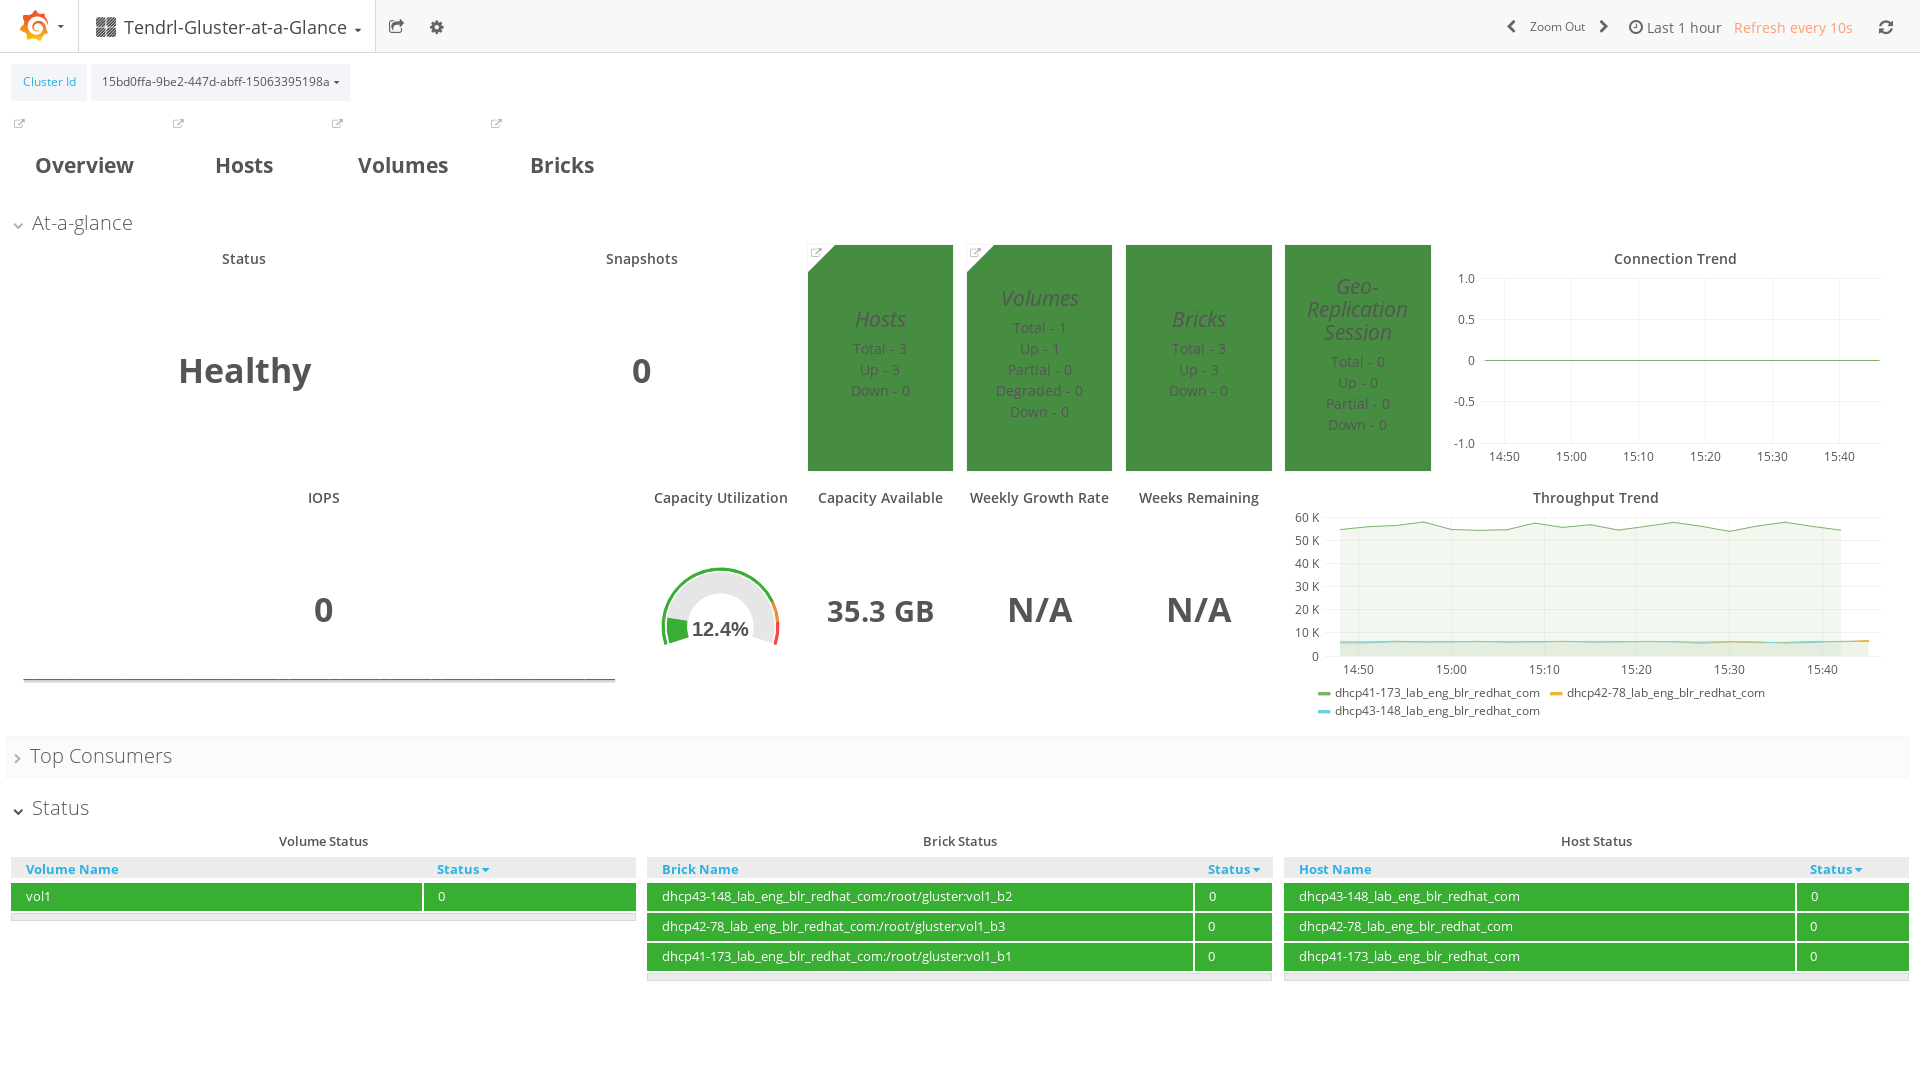 Tendrl-Gluster-at-a-Glance
Zoom Out
Last 1 hour
Refresh every 10s
Cluster Id
15bd0ffa-9be2-447d-abff-15063395198a
Overview
Hosts
Volumes
Bricks
At-a-glance
Status
Healthy
Snapshots
0
Hosts
Total - 3
Up - 3
Down - 0
Volumes
Total - 1
Up - 1
Partial - 0
Degraded - 0
Down - 0
Bricks
Total - 3
Up - 3
Down - 0
Geo-
Replication
Session
Total - 0
Up - 0
Partial - 0
Down - 0
Connection Trend
1.0
0.5
0
-0.5
-1.0
14:50 15:00 15:10 15:20 15:30 15:40
IOPS
0
Capacity Utilization
12.4%
Capacity Available
35.3 GB
Weekly Growth Rate
N/A
Weeks Remaining
N/A
Throughput Trend
60 K
50 K
40 K
30 K
20 K
10 K
0
14:50 15:00 15:10 15:20 15:30 15:40
dhcp41-173_lab_eng_blr_redhat_com dhcp42-78_lab_eng_blr_redhat_com
dhcp43-148_lab_eng_blr_redhat_com
Top Consumers
Status
Volume Status
Volume Name Status
vol1 0
Brick Status
Brick Name Status
dhcp43-148_lab_eng_blr_redhat_com:/root/gluster:vol1_b2 0
dhcp42-78_lab_eng_blr_redhat_com:/root/gluster:vol1_b3 0
dhcp41-173_lab_eng_blr_redhat_com:/root/gluster:vol1_b1 0
Host Status
Host Name Status
dhcp43-148_lab_eng_blr_redhat_com 0
dhcp42-78_lab_eng_blr_redhat_com 0
dhcp41-173_lab_eng_blr_redhat_com 0